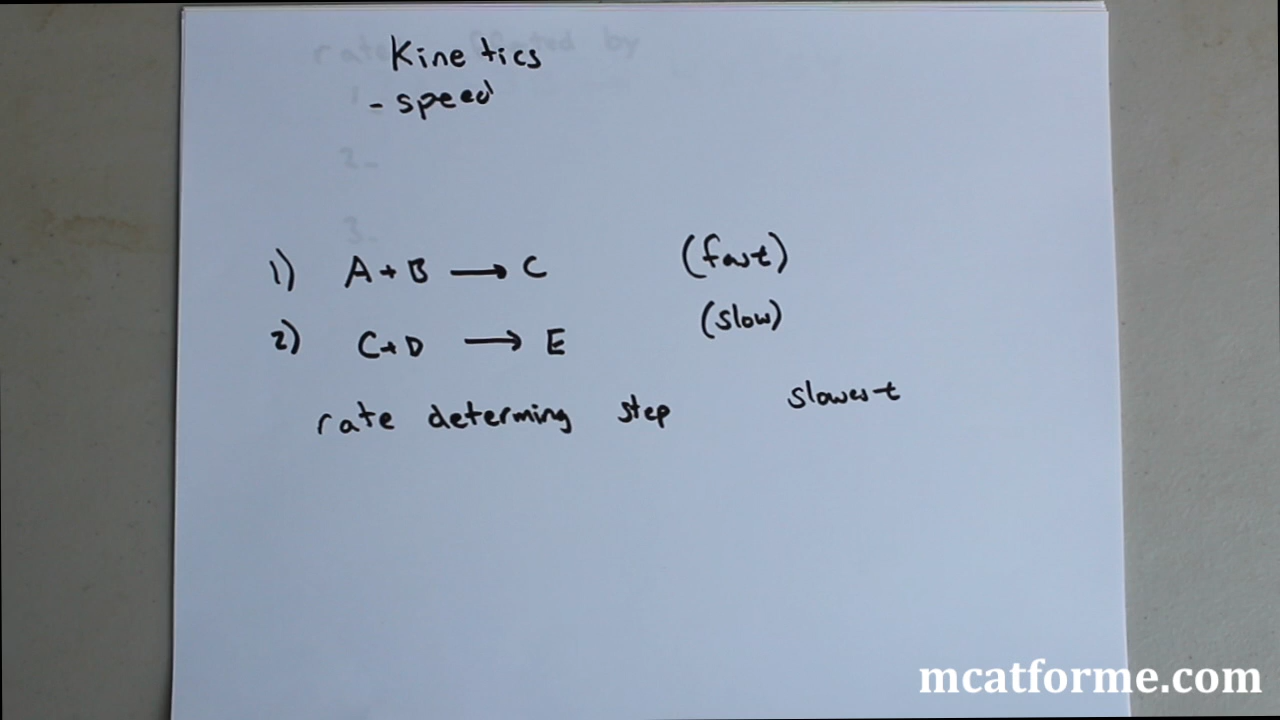 Kinetics
- speed
1) A + B → C (fast)
2) C + D → E (slow)
rate determing step slowest
mcatforme.com